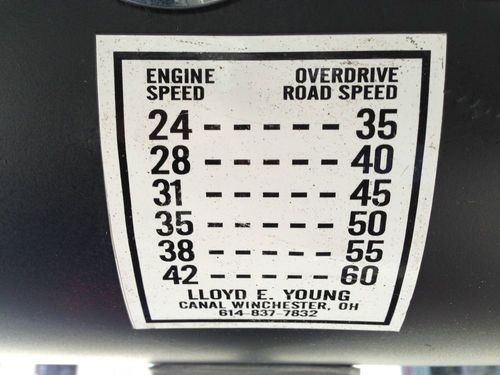 ENGINE SPEED OVERDRIVE ROAD SPEED
24 - - - - - - 35
28 - - - - - - 40
31 - - - - - - 45
35 - - - - - - 50
38 - - - - - - 55
42 - - - - - - 60
LLOYD E. YOUNG
CANAL WINCHESTER, OH
614-837-7832